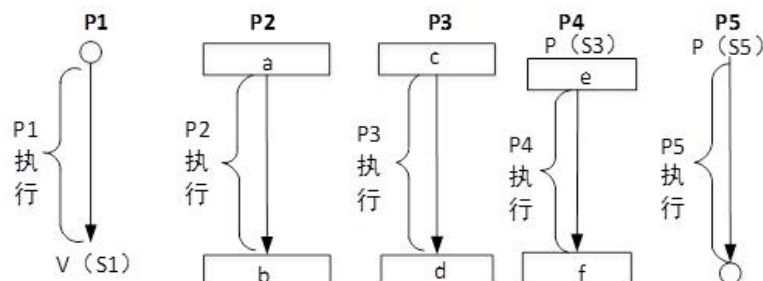 P1 P2 P3 P4 P5
P（S3） P（S5）
a c e
P1
执
行
P2
执
行
P3
执
行
P4
执
行
P5
执
行
V（S1）
b d f